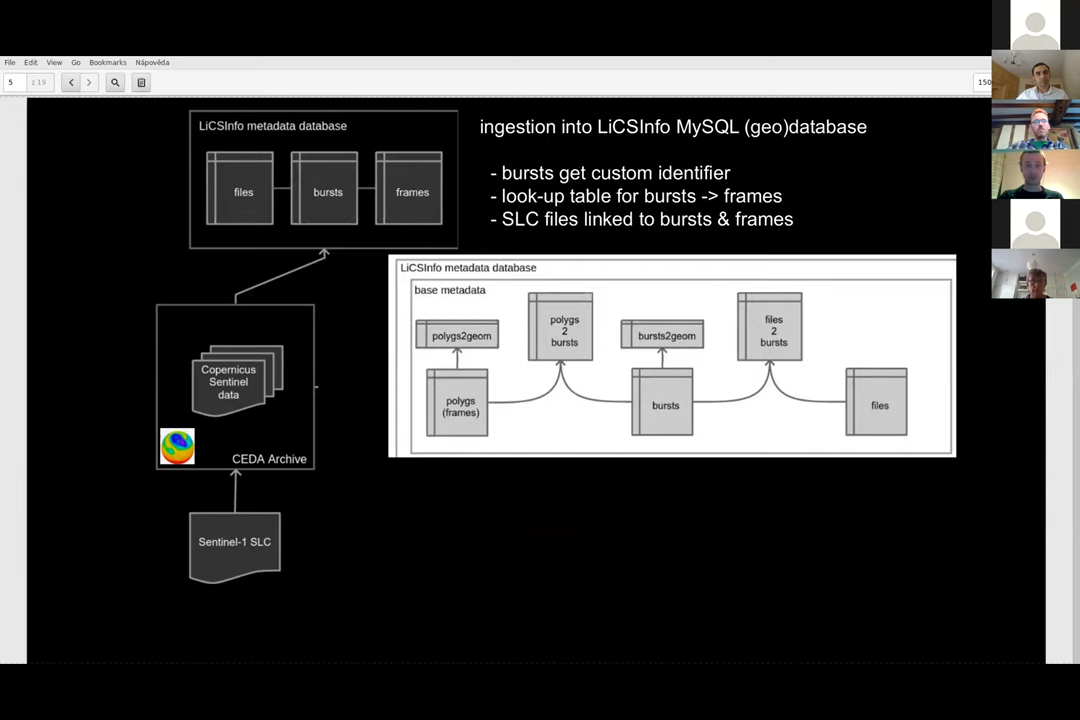 File Edit View Go Bookmarks Nápověda
5 z 19
150
LiCSInfo metadata database
files
bursts
frames
ingestion into LiCSInfo MySQL (geo)database
- bursts get custom identifier
- look-up table for bursts -> frames
- SLC files linked to bursts & frames
LiCSInfo metadata database
base metadata
polygs2geom
polygs
2
bursts
bursts2geom
files
2
bursts
polygs
(frames)
bursts
files
Copernicus
Sentinel
data
CEDA Archive
Sentinel-1 SLC